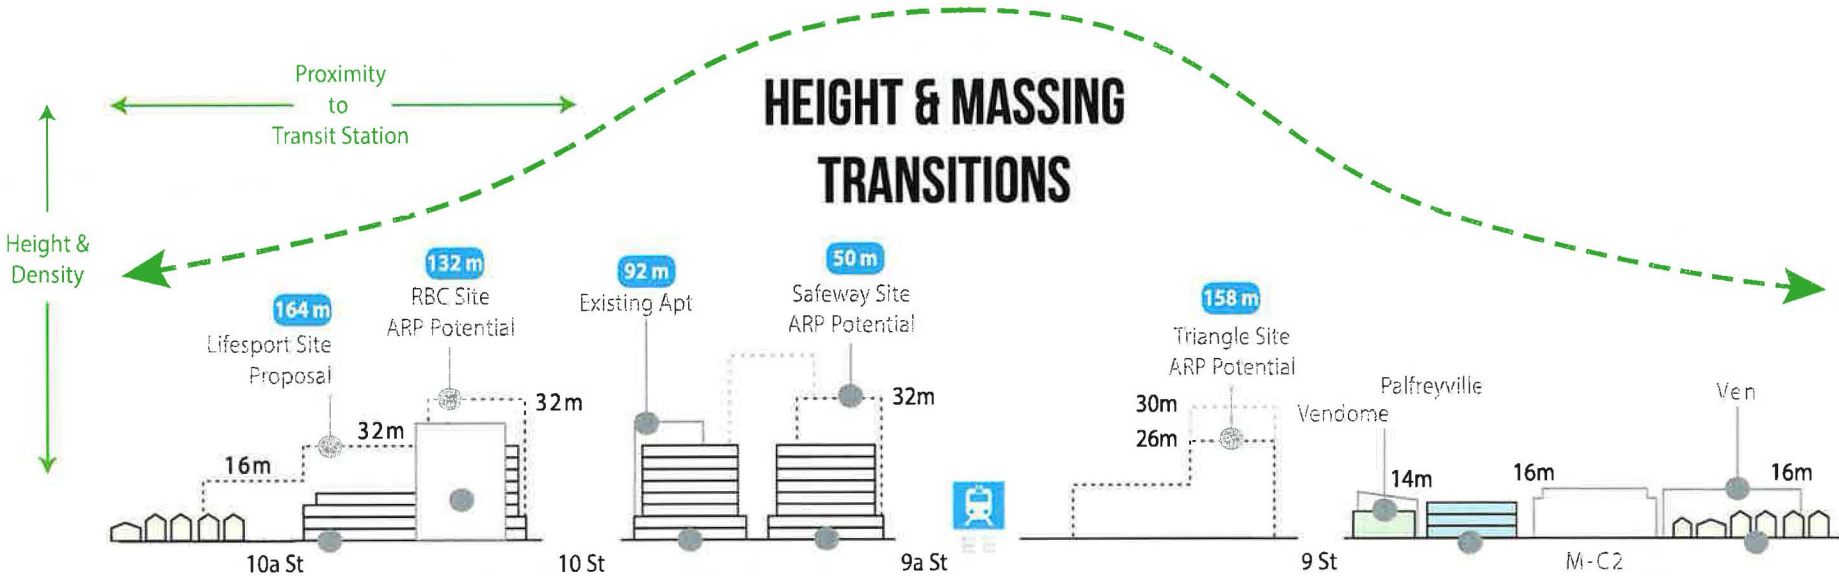 HEIGHT & MASSING
TRANSITIONS
Proximity
to
Transit Station
Height &
Density
164 m
Lifesport Site
Proposal
132 m
RBC Site
ARP Potential
92 m
Existing Apt
50 m
Safeway Site
ARP Potential
158 m
Triangle Site
ARP Potential
Palfreyville
Vendome
Ven
16m
32m
32m
32m
30m
26m
14m
16m
16m
10a St
10 St
9a St
9 St
M-C2